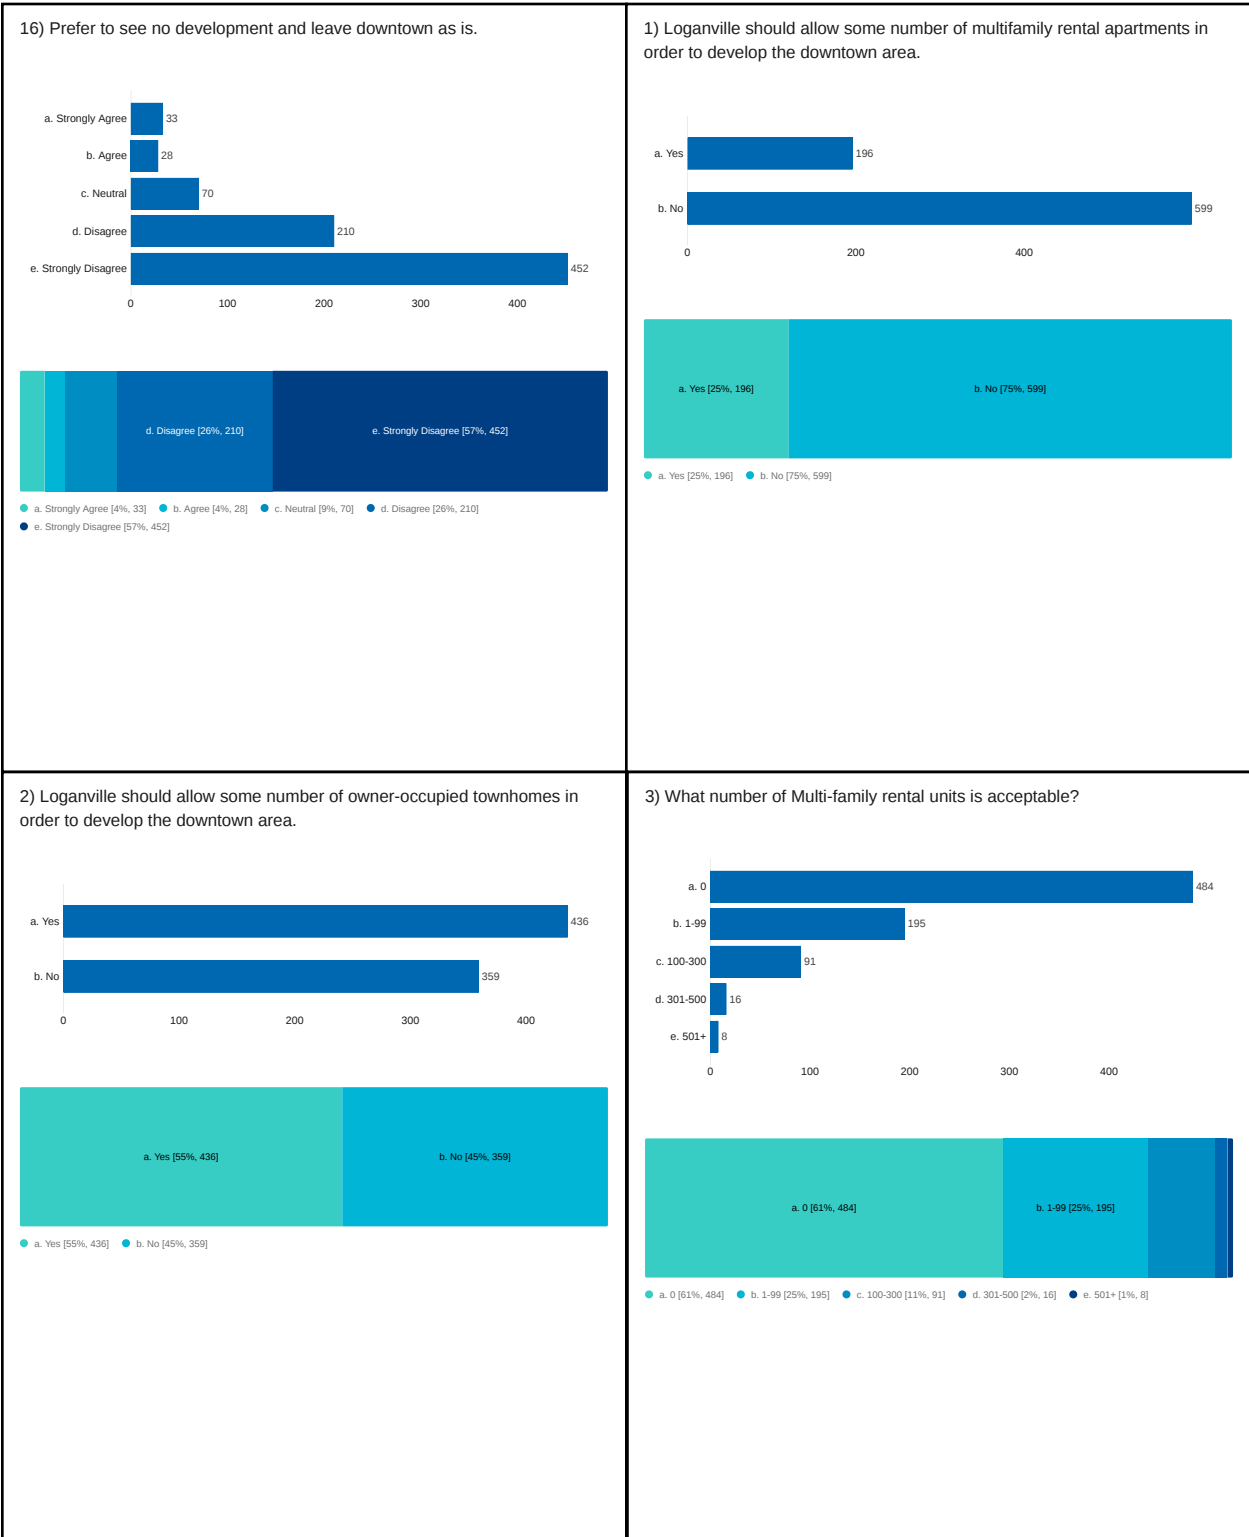 16) Prefer to see no development and leave downtown as is.
a. Strongly Agree 33
b. Agree 28
c. Neutral 70
d. Disagree 210
e. Strongly Disagree 452
0 100 200 300 400
d. Disagree [26%, 210] e. Strongly Disagree [57%, 452]
a. Strongly Agree [4%, 33] b. Agree [4%, 28] c. Neutral [9%, 70] d. Disagree [26%, 210]
e. Strongly Disagree [57%, 452]
1) Loganville should allow some number of multifamily rental apartments in
order to develop the downtown area.
a. Yes 196
b. No 599
0 200 400
a. Yes [25%, 196] b. No [75%, 599]
a. Yes [25%, 196] b. No [75%, 599]
2) Loganville should allow some number of owner-occupied townhomes in
order to develop the downtown area.
a. Yes 436
b. No 359
0 100 200 300 400
a. Yes [55%, 436] b. No [45%, 359]
a. Yes [55%, 436] b. No [45%, 359]
3) What number of Multi-family rental units is acceptable?
a. 0 484
b. 1-99 195
c. 100-300 91
d. 301-500 16
e. 501+ 8
0 100 200 300 400
a. 0 [61%, 484] b. 1-99 [25%, 195]
a. 0 [61%, 484] b. 1-99 [25%, 195] c. 100-300 [11%, 91] d. 301-500 [2%, 16] e. 501+ [1%, 8]